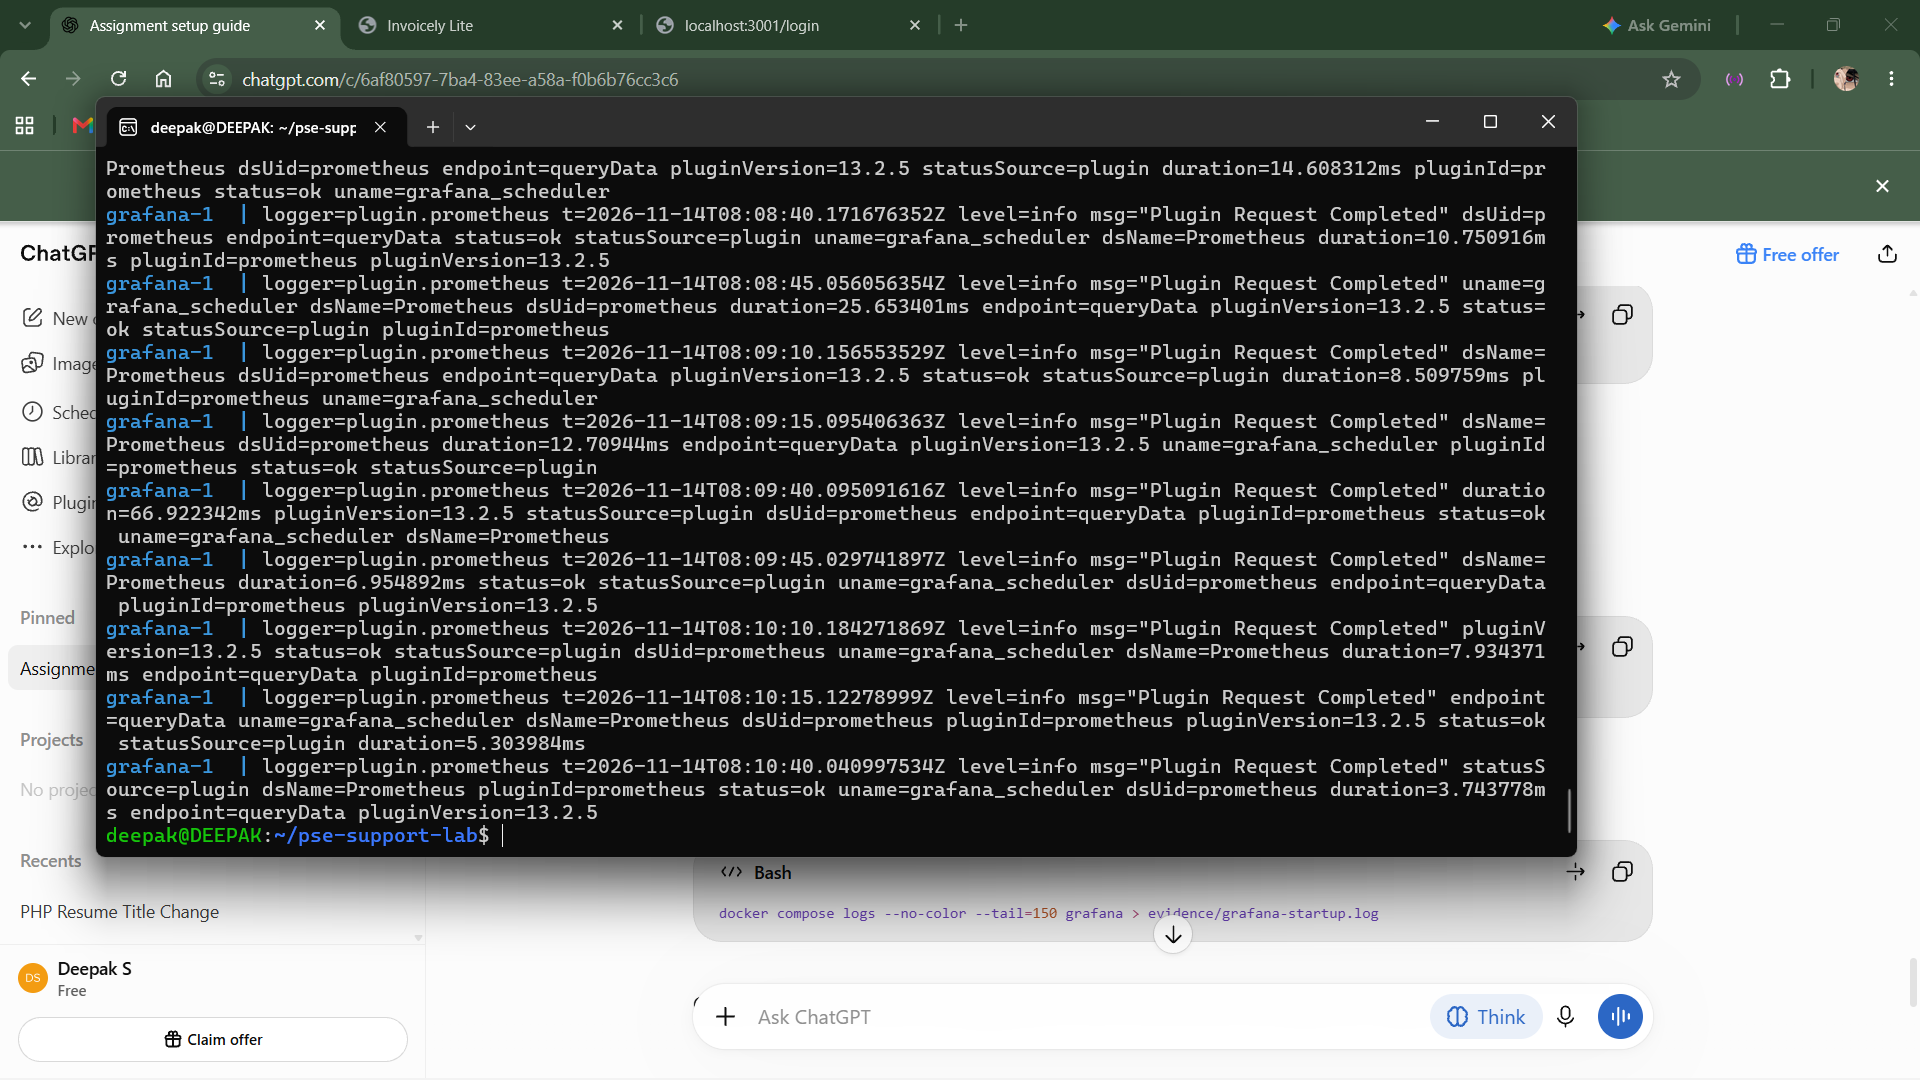 Assignment setup guide
Invoicely Lite
localhost:3001/login
Ask Gemini
chatgpt.com/c/6af80597-7ba4-83ee-a58a-f0b6b76cc3c6
deepak@DEEPAK: ~/pse-supp
Prometheus dsUid=prometheus endpoint=queryData pluginVersion=13.2.5 statusSource=plugin duration=14.608312ms pluginId=pr
ometheus status=ok uname=grafana_scheduler
grafana-1  | logger=plugin.prometheus t=2026-11-14T08:08:40.171676352Z level=info msg="Plugin Request Completed" dsUid=p
rometheus endpoint=queryData status=ok statusSource=plugin uname=grafana_scheduler dsName=Prometheus duration=10.750916m
s pluginId=prometheus pluginVersion=13.2.5
grafana-1  | logger=plugin.prometheus t=2026-11-14T08:08:45.056056354Z level=info msg="Plugin Request Completed" uname=g
rafana_scheduler dsName=Prometheus dsUid=prometheus duration=25.653401ms endpoint=queryData pluginVersion=13.2.5 status=
ok statusSource=plugin pluginId=prometheus
grafana-1  | logger=plugin.prometheus t=2026-11-14T08:09:10.156553529Z level=info msg="Plugin Request Completed" dsName=
Prometheus dsUid=prometheus endpoint=queryData pluginVersion=13.2.5 status=ok statusSource=plugin duration=8.509759ms pl
uginId=prometheus uname=grafana_scheduler
grafana-1  | logger=plugin.prometheus t=2026-11-14T08:09:15.095406363Z level=info msg="Plugin Request Completed" dsName=
Prometheus dsUid=prometheus duration=12.70944ms endpoint=queryData pluginVersion=13.2.5 uname=grafana_scheduler pluginId
=prometheus status=ok statusSource=plugin
grafana-1  | logger=plugin.prometheus t=2026-11-14T08:09:40.095091616Z level=info msg="Plugin Request Completed" duratio
n=66.922342ms pluginVersion=13.2.5 statusSource=plugin dsUid=prometheus endpoint=queryData pluginId=prometheus status=ok
 uname=grafana_scheduler dsName=Prometheus
grafana-1  | logger=plugin.prometheus t=2026-11-14T08:09:45.029741897Z level=info msg="Plugin Request Completed" dsName=
Prometheus duration=6.954892ms status=ok statusSource=plugin uname=grafana_scheduler dsUid=prometheus endpoint=queryData
 pluginId=prometheus pluginVersion=13.2.5
grafana-1  | logger=plugin.prometheus t=2026-11-14T08:10:10.184271869Z level=info msg="Plugin Request Completed" pluginV
ersion=13.2.5 status=ok statusSource=plugin dsUid=prometheus uname=grafana_scheduler dsName=Prometheus duration=7.934371
ms endpoint=queryData pluginId=prometheus
grafana-1  | logger=plugin.prometheus t=2026-11-14T08:10:15.12278999Z level=info msg="Plugin Request Completed" endpoint
=queryData uname=grafana_scheduler dsName=Prometheus dsUid=prometheus pluginId=prometheus pluginVersion=13.2.5 status=ok
 statusSource=plugin duration=5.303984ms
grafana-1  | logger=plugin.prometheus t=2026-11-14T08:10:40.040997534Z level=info msg="Plugin Request Completed" statusS
ource=plugin dsName=Prometheus pluginId=prometheus status=ok uname=grafana_scheduler dsUid=prometheus duration=3.743778m
s endpoint=queryData pluginVersion=13.2.5
deepak@DEEPAK:~/pse-support-lab$
ChatGP
New c
Image
Sched
Librar
Plugin
Explo
Pinned
Assignme
Projects
No projec
Recents
PHP Resume Title Change
DS
Deepak S
Free
Claim offer
Free offer
Bash
docker compose logs --no-color --tail=150 grafana > evidence/grafana-startup.log
Ask ChatGPT
Think